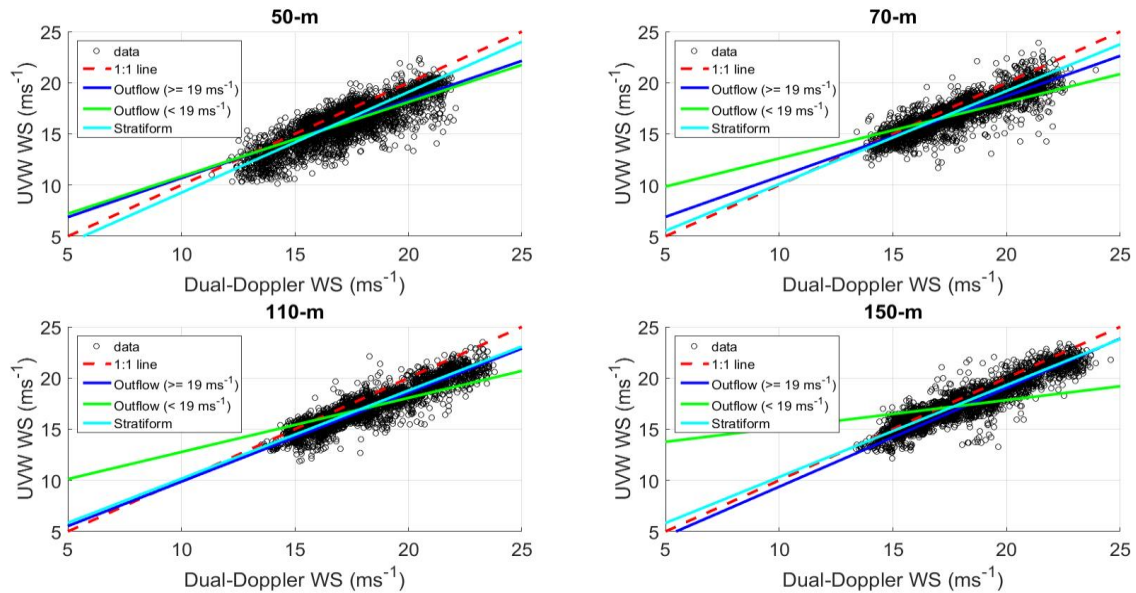 50-m
25
20
15
10
5
5 10 15 20 25
UVW WS (ms-1)
Dual-Doppler WS (ms-1)
data
1:1 line
Outflow (>= 19 ms-1)
Outflow (< 19 ms-1)
Stratiform
70-m
25
20
15
10
5
5 10 15 20 25
UVW WS (ms-1)
Dual-Doppler WS (ms-1)
data
1:1 line
Outflow (>= 19 ms-1)
Outflow (< 19 ms-1)
Stratiform
110-m
25
20
15
10
5
5 10 15 20 25
UVW WS (ms-1)
Dual-Doppler WS (ms-1)
data
1:1 line
Outflow (>= 19 ms-1)
Outflow (< 19 ms-1)
Stratiform
150-m
25
20
15
10
5
5 10 15 20 25
UVW WS (ms-1)
Dual-Doppler WS (ms-1)
data
1:1 line
Outflow (>= 19 ms-1)
Outflow (< 19 ms-1)
Stratiform